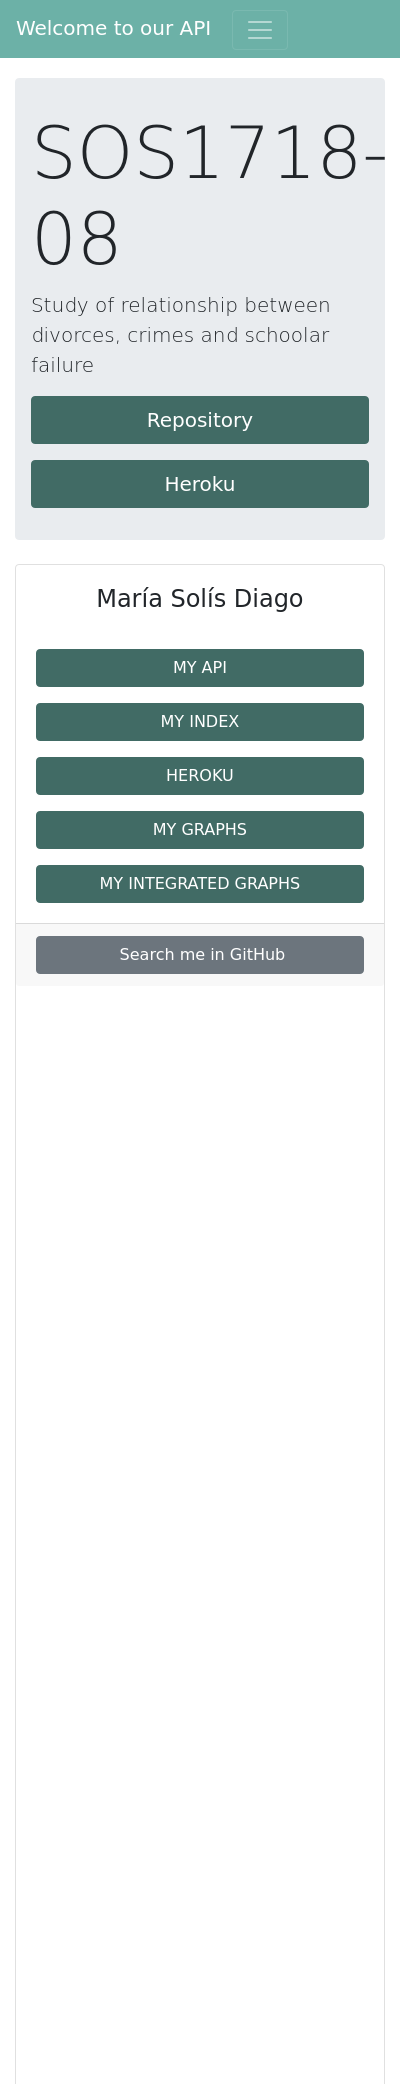 Welcome to our API
SOS1718-
08
Study of relationship between
divorces, crimes and schoolar
failure
Repository
Heroku
María Solís Diago
MY API
MY INDEX
HEROKU
MY GRAPHS
MY INTEGRATED GRAPHS
Search me in GitHub